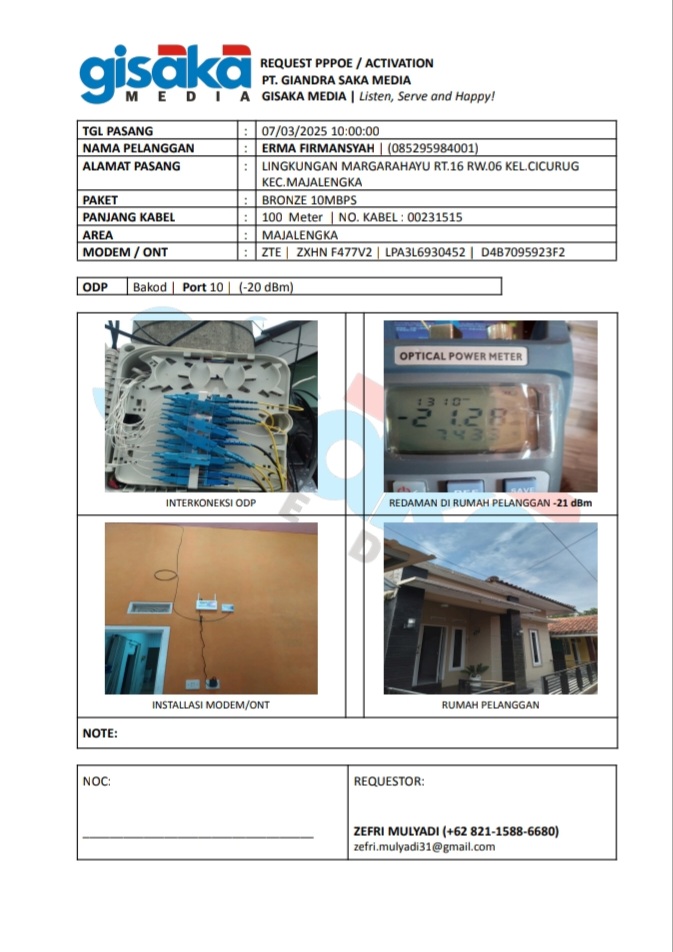 gisaka
MEDIA
REQUEST PPPOE / ACTIVATION
PT. GIANDRA SAKA MEDIA
GISAKA MEDIA | Listen, Serve and Happy!
TGL PASANG : 07/03/2025 10:00:00
NAMA PELANGGAN : ERMA FIRMANSYAH | (085295984001)
ALAMAT PASANG : LINGKUNGAN MARGARAHAYU RT.16 RW.06 KEL.CICURUG
KEC.MAJALENGKA
PAKET : BRONZE 10MBPS
PANJANG KABEL : 100 Meter | NO. KABEL : 00231515
AREA : MAJALENGKA
MODEM / ONT : ZTE | ZXHN F477V2 | LPA3L6930452 | D4B7095923F2
ODP Bakod | Port 10 | (-20 dBm)
OPTICAL POWER METER
1310
-21.28
INTERKONEKSI ODP
REDAMAN DI RUMAH PELANGGAN -21 dBm
INSTALLASI MODEM/ONT
RUMAH PELANGGAN
NOTE:
NOC:
REQUESTOR:
ZEFRI MULYADI (+62 821-1588-6680)
zefri.mulyadi31@gmail.com